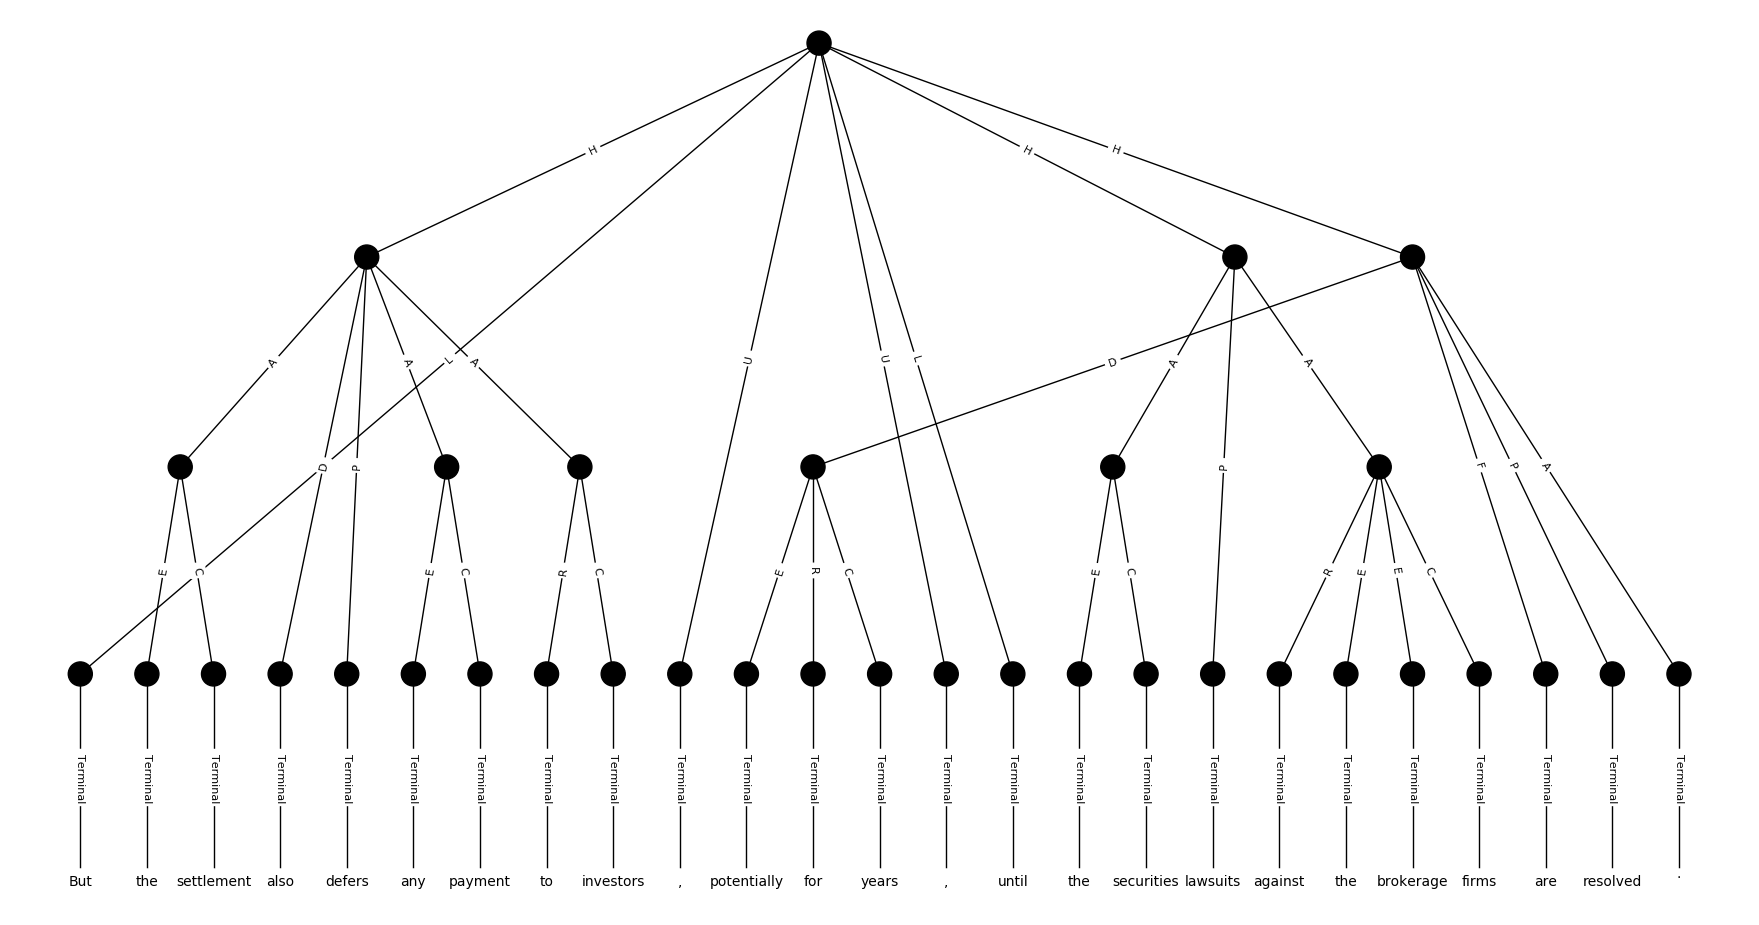 H H H
A A L A U U L D A A
D P P F P A
E C E C R C E R C E C R E E C
Terminal Terminal Terminal Terminal Terminal Terminal Terminal Terminal Terminal Terminal Terminal Terminal Terminal Terminal Terminal Terminal Terminal Terminal Terminal Terminal Terminal Terminal Terminal Terminal Terminal
But the settlement also defers any payment to investors , potentially for years , until the securities lawsuits against the brokerage firms are resolved .